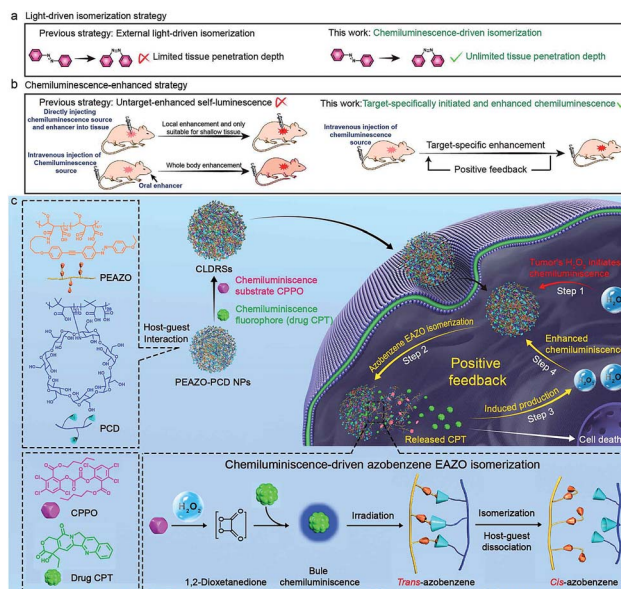 a Light-driven isomerization strategy
Previous strategy: External light-driven isomerization
Limited tissue penetration depth
This work: Chemiluminescence-driven isomerization
Unlimited tissue penetration depth
b Chemiluminescence-enhanced strategy
Previous strategy: Untarget-enhanced self-luminescence
Directly injecting
chemiluminescence source
and enhancer into tissue
Local enhancement and only
suitable for shallow tissue
Intravenous injection of
Chemiluminescence
source
Whole body enhancement
Oral enhancer
This work:Target-specifically initiated and enhanced chemiluminescence
Intravenous injection of
chemiluminescence
source
Target-specific enhancement
Positive feedback
c
PEAZO
Host-guest
Interaction
PCD
CLDRSs
Chemiluminiscence
substrate CPPO
Chemiluminiscence
fluorophore (drug CPT)
PEAZO-PCD NPs
Tumor's H2O2 initiates
chemiluminiscence
Step 1
H2O2
Azobenzene EAZO isomerization
Step 2
Positive
feedback
Enhanced
chemiluminiscence
Step 4
Induced production
Step 3
Released CPT
Cell death
CPPO
Drug CPT
Chemiluminiscence-driven azobenzene EAZO isomerization
H2O2
1,2-Dioxetanedione
Bule
chemiluminiscence
Irradiation
Trans-azobenzene
Isomerization
Host-guest
dissociation
Cis-azobenzene